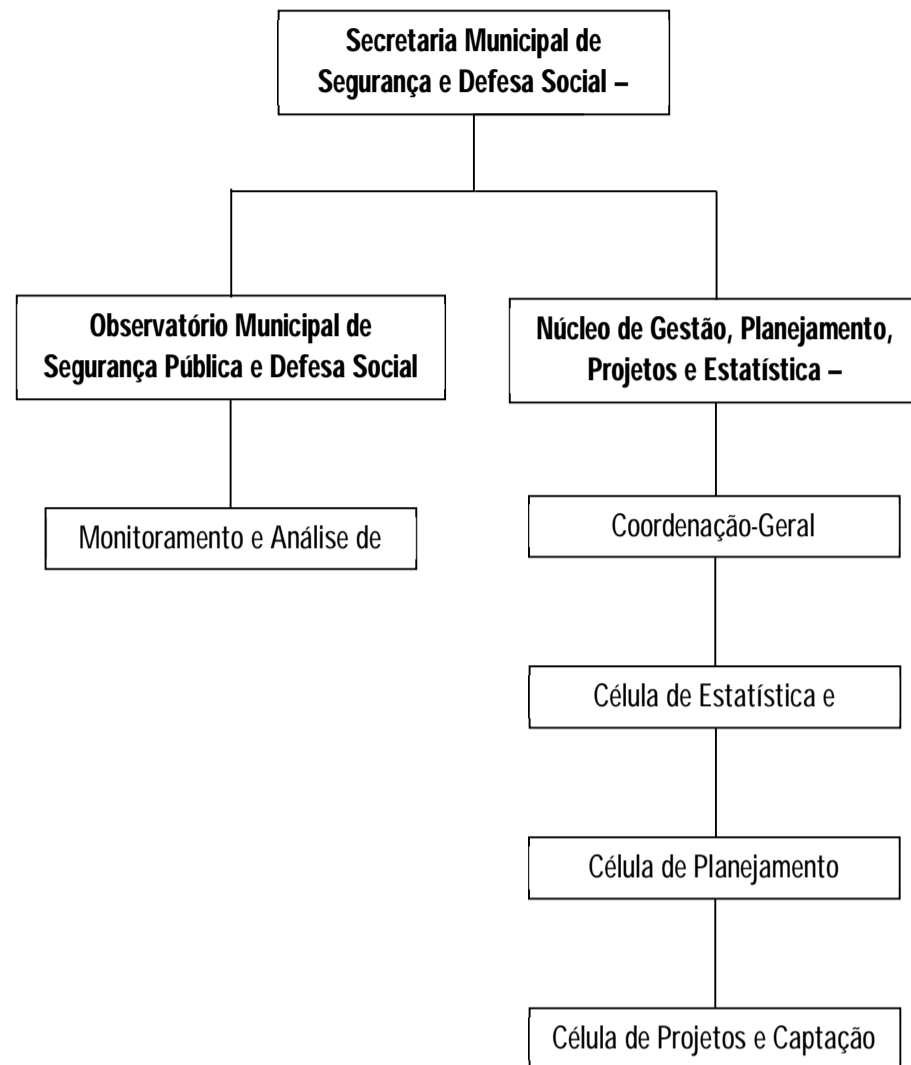 Secretaria Municipal de
Segurança e Defesa Social –
Observatório Municipal de
Segurança Pública e Defesa Social
Núcleo de Gestão, Planejamento,
Projetos e Estatística –
Monitoramento e Análise de
Coordenação-Geral
Célula de Estatística e
Célula de Planejamento
Célula de Projetos e Captação